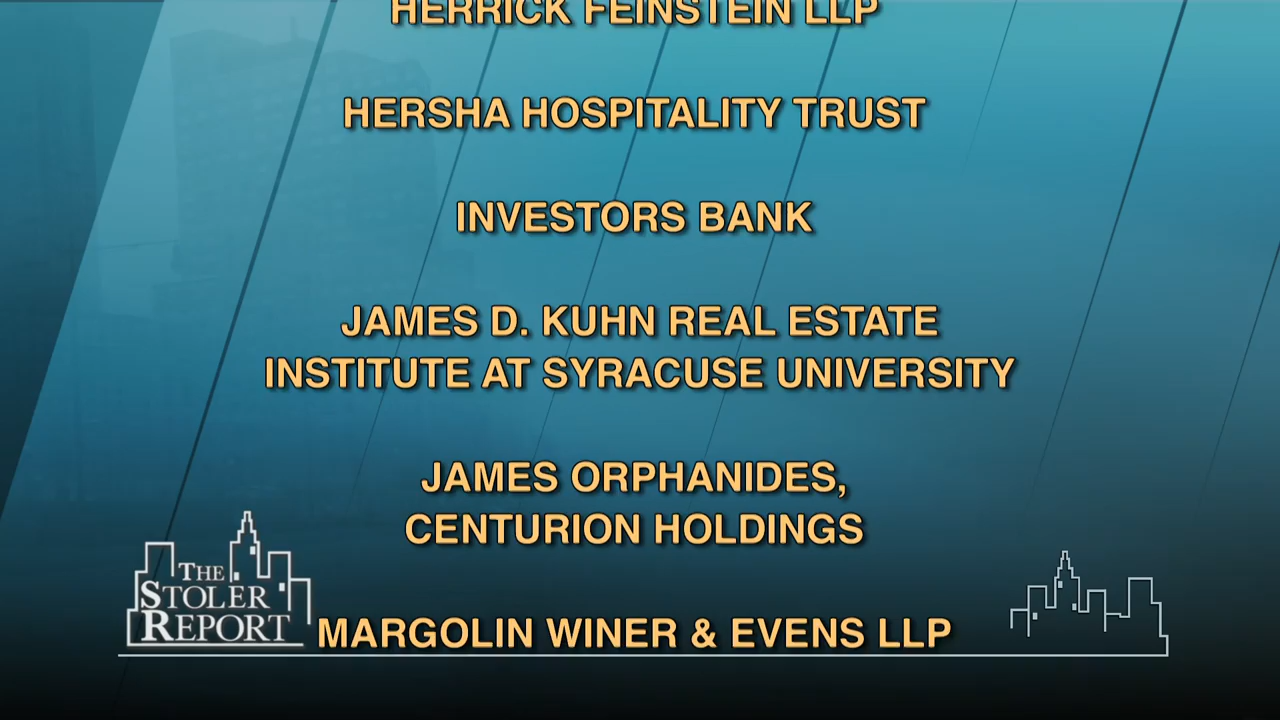 HERRICK FEINSTEIN LLP
HERSHA HOSPITALITY TRUST
INVESTORS BANK
JAMES D. KUHN REAL ESTATE
INSTITUTE AT SYRACUSE UNIVERSITY
JAMES ORPHANIDES,
CENTURION HOLDINGS
THE
STOLER
REPORT
MARGOLIN WINER & EVENS LLP